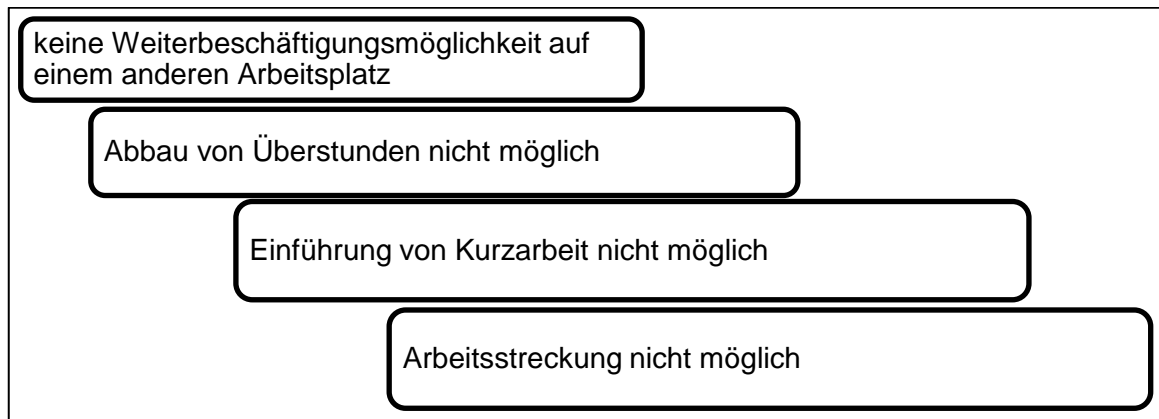 keine Weiterbeschäftigungsmöglichkeit auf
einem anderen Arbeitsplatz
Abbau von Überstunden nicht möglich
Einführung von Kurzarbeit nicht möglich
Arbeitsstreckung nicht möglich